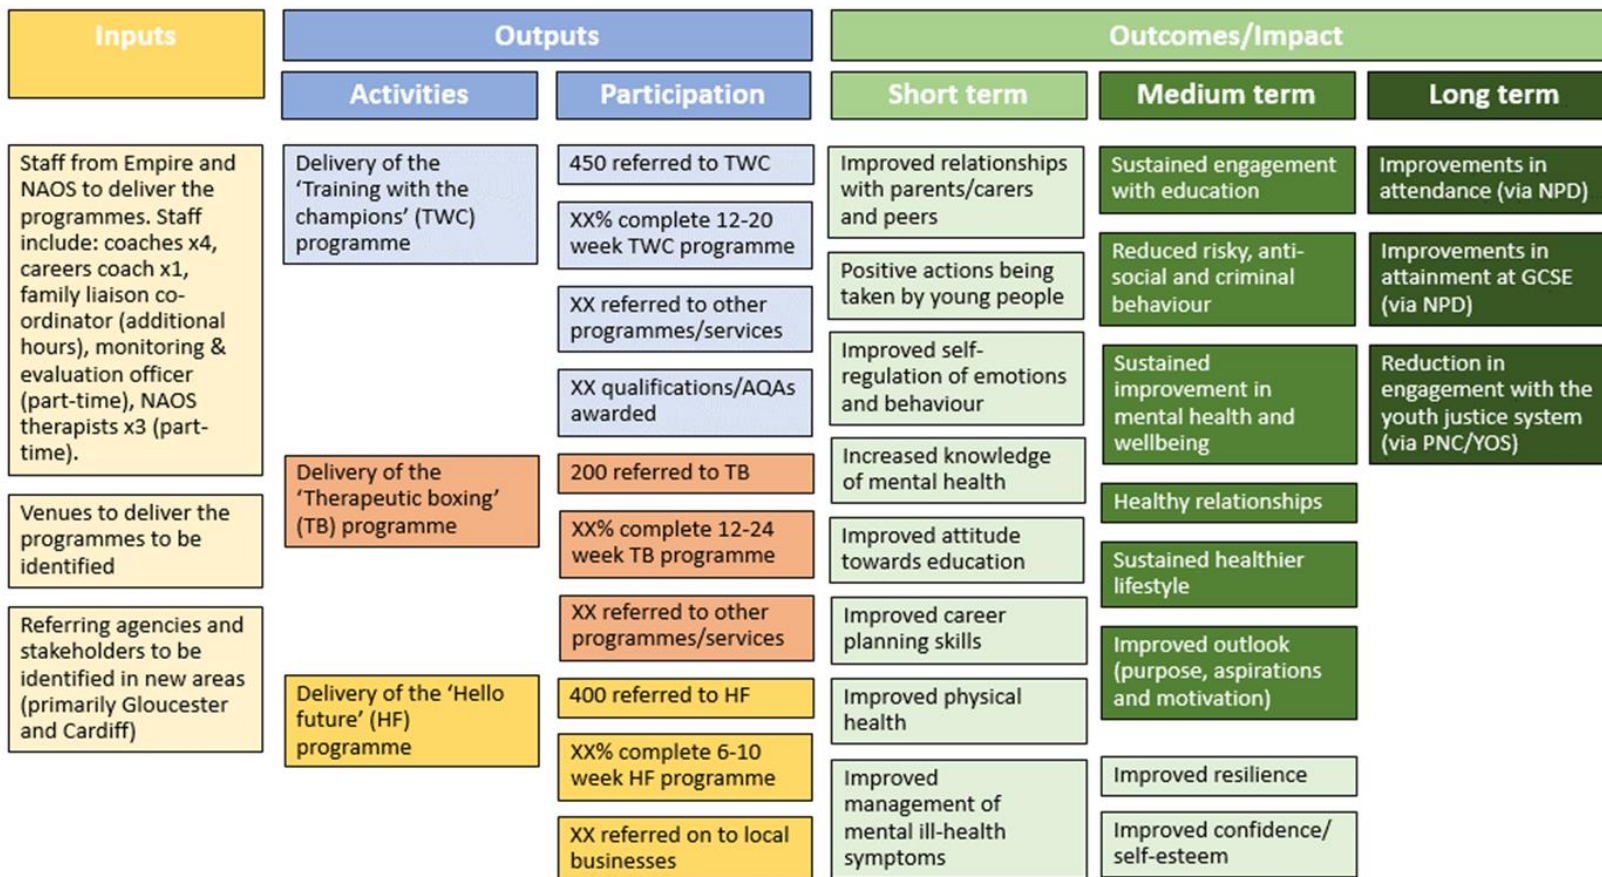 Inputs
Outputs
Outcomes/Impact
Activities
Participation
Short term
Medium term
Long term
Staff from Empire and
NAOS to deliver the
programmes. Staff
include: coaches x4,
careers coach x1,
family liaison co-
ordinator (additional
hours), monitoring &
evaluation officer
(part-time), NAOS
therapists x3 (part-
time).
Venues to deliver the
programmes to be
identified
Referring agencies and
stakeholders to be
identified in new areas
(primarily Gloucester
and Cardiff)
Delivery of the
‘Training with the
champions’ (TWC)
programme
Delivery of the
‘Therapeutic boxing’
(TB) programme
Delivery of the ‘Hello
future’ (HF)
programme
450 referred to TWC
XX% complete 12-20
week TWC programme
XX referred to other
programmes/services
XX qualifications/AQAs
awarded
200 referred to TB
XX% complete 12-24
week TB programme
XX referred to other
programmes/services
400 referred to HF
XX% complete 6-10
week HF programme
XX referred on to local
businesses
Improved relationships
with parents/carers
and peers
Positive actions being
taken by young people
Improved self-
regulation of emotions
and behaviour
Increased knowledge
of mental health
Improved attitude
towards education
Improved career
planning skills
Improved physical
health
Improved
management of
mental ill-health
symptoms
Sustained engagement
with education
Reduced risky, anti-
social and criminal
behaviour
Sustained
improvement in
mental health and
wellbeing
Healthy relationships
Sustained healthier
lifestyle
Improved outlook
(purpose, aspirations
and motivation)
Improved resilience
Improved confidence/
self-esteem
Improvements in
attendance (via NPD)
Improvements in
attainment at GCSE
(via NPD)
Reduction in
engagement with the
youth justice system
(via PNC/YOS)